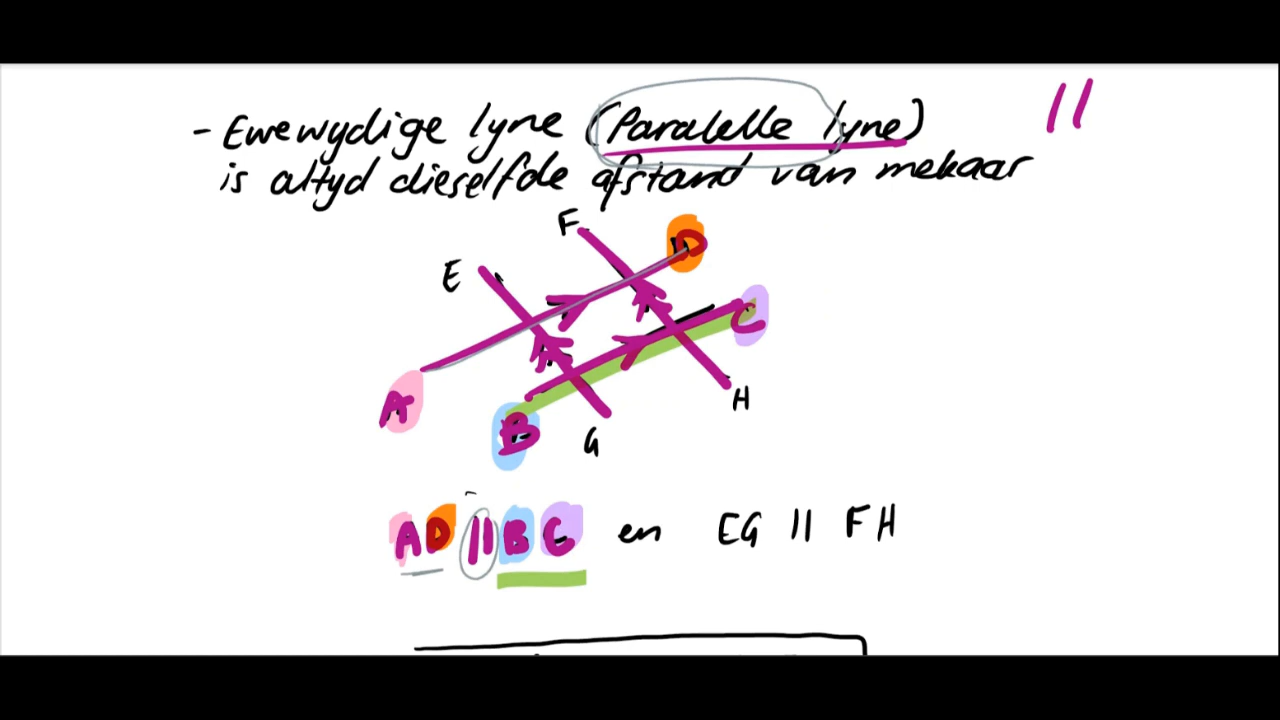 - Ewewydige lyne (Paralelle lyne) ||
is altyd dieselfde afstand van mekaar
F D
E
C
A
H
B
G
AD || BC en EG || FH